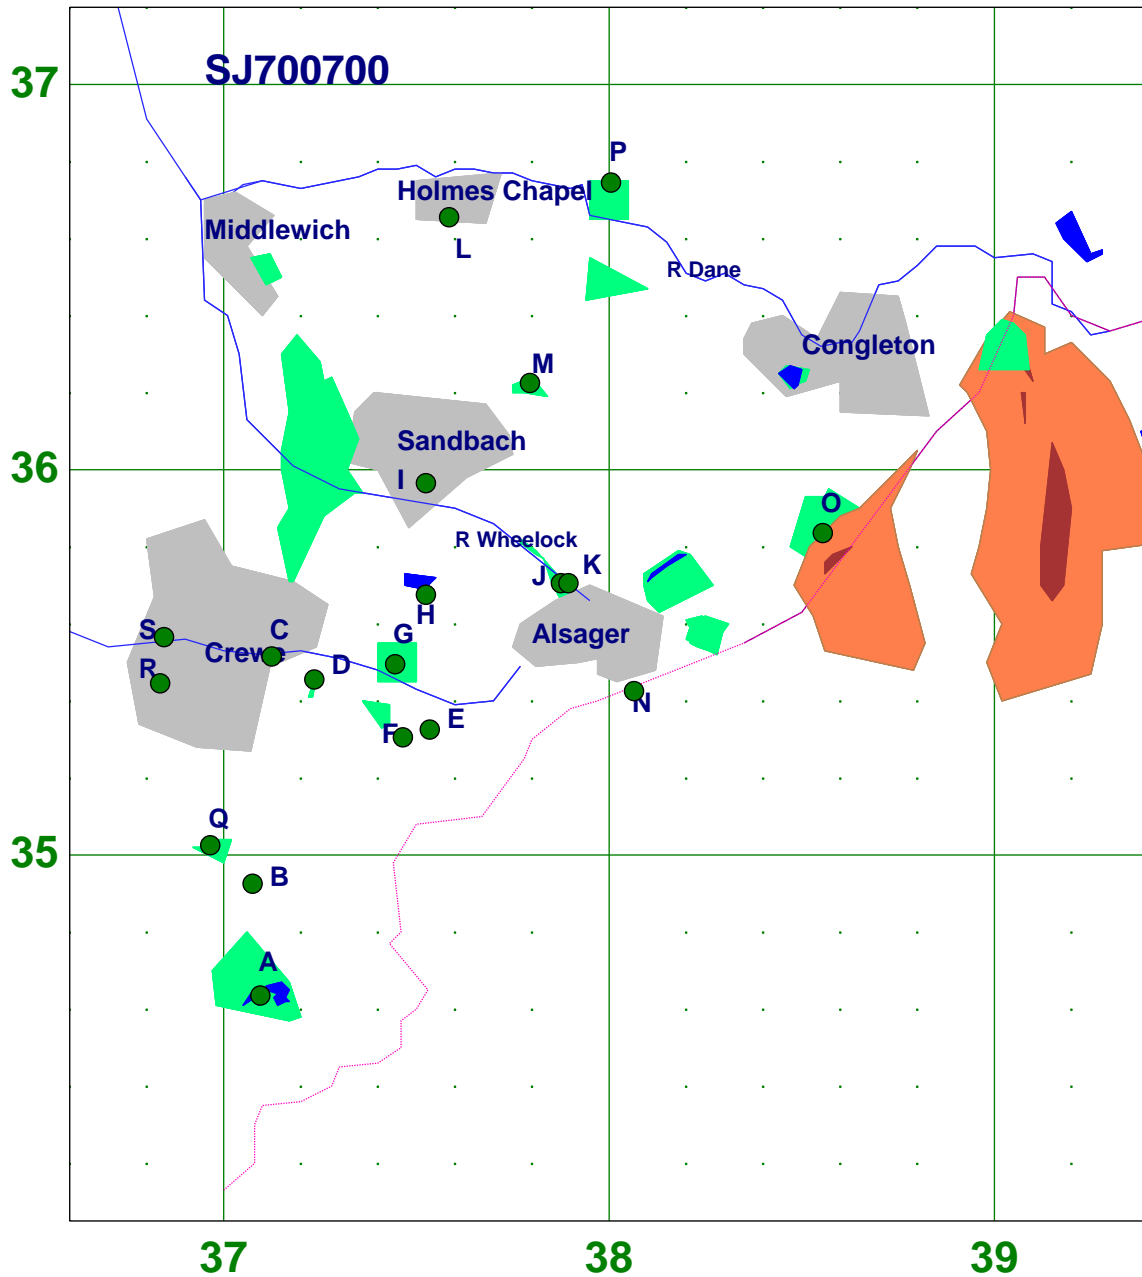 SJ700700
37
P
Holmes Chapel
Middlewich
L
R Dane
M
Congleton
Sandbach
36
I
O
R Wheelock
J K
H
S C G Alsager
Crewe
R D
N
F E
Q
35
B
A
37 38 39